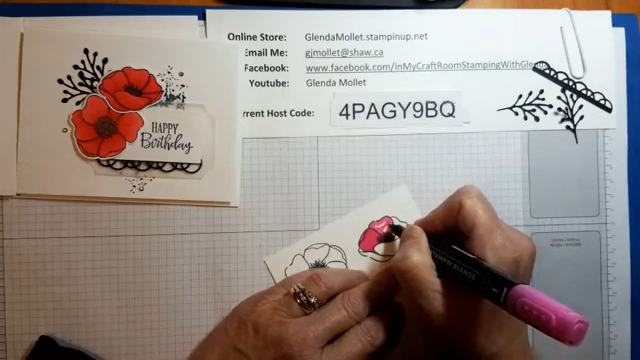 Online Store: GlendaMollet.stampinup.net
Email Me: gjmollet@shaw.ca
Facebook: www.facebook.com/InMyCraftRoomStampingWithGlenda
Youtube: Glenda Mollet
rrent Host Code: 4PAGY9BQ
HAPPY
Birthday
STAMPIN' BLENDS